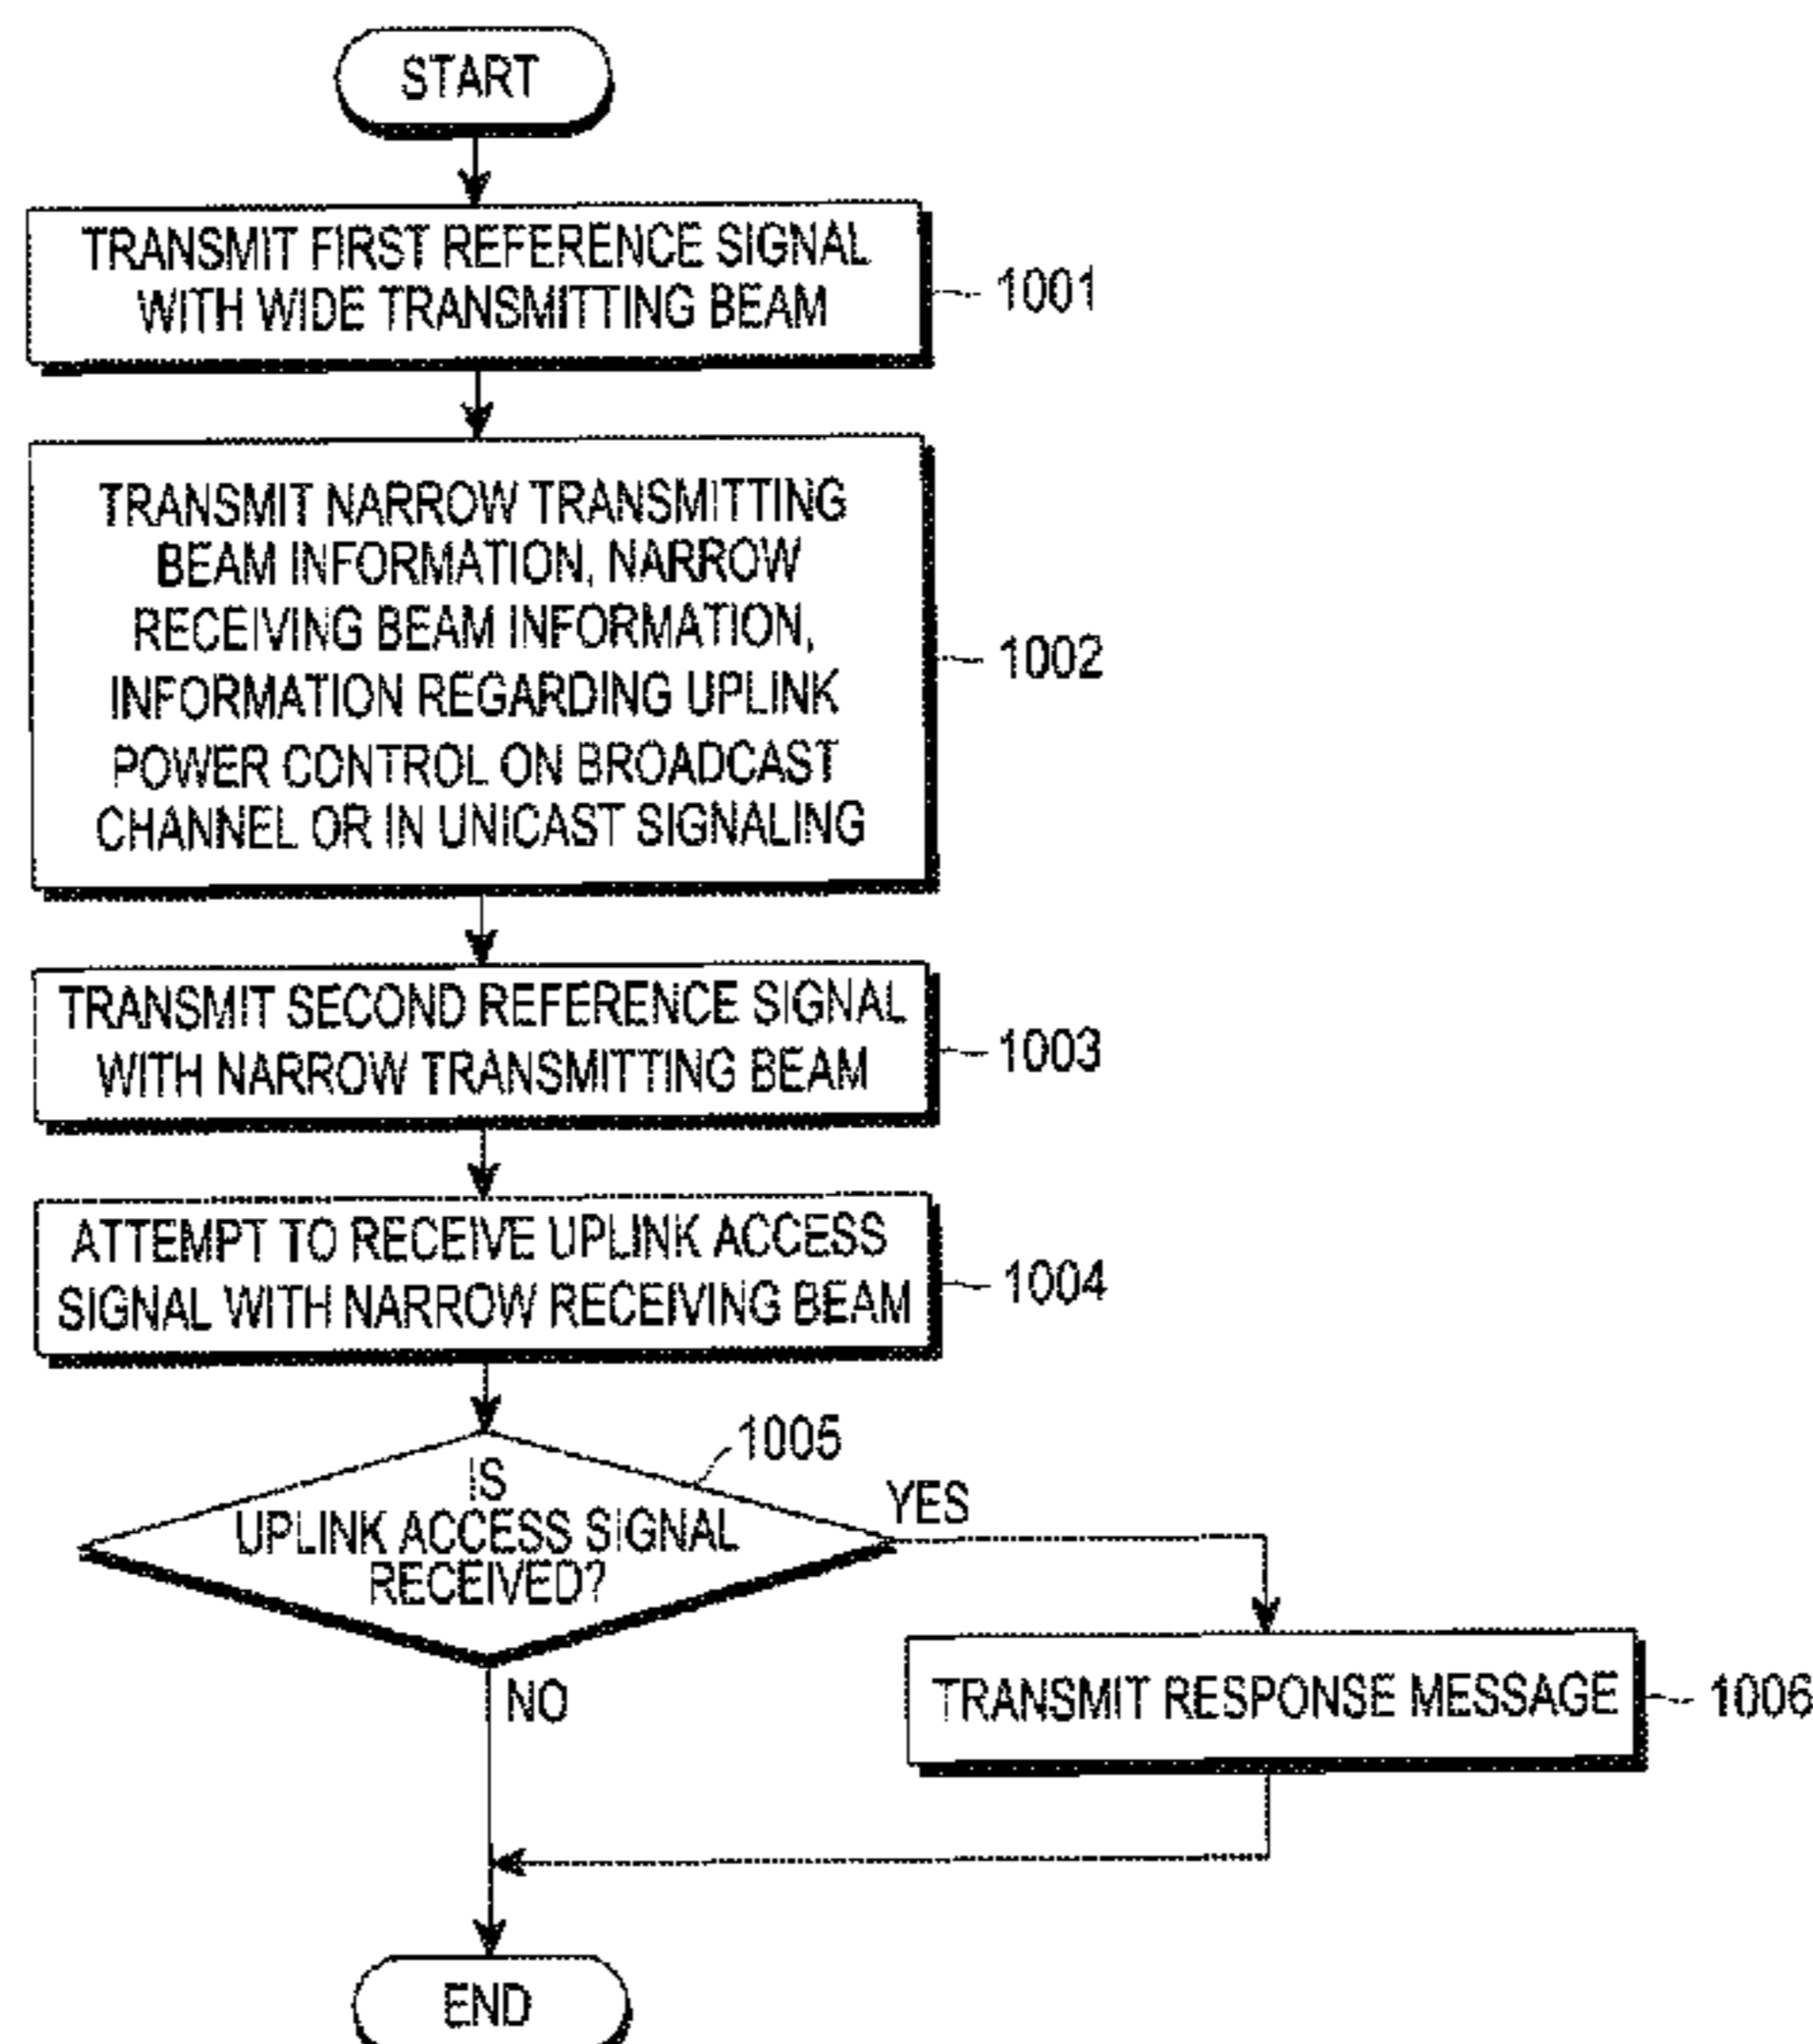 START
TRANSMIT FIRST REFERENCE SIGNAL
WITH WIDE TRANSMITTING BEAM
1001
TRANSMIT NARROW TRANSMITTING
BEAM INFORMATION, NARROW
RECEIVING BEAM INFORMATION,
INFORMATION REGARDING UPLINK
POWER CONTROL ON BROADCAST
CHANNEL OR IN UNICAST SIGNALING
1002
TRANSMIT SECOND REFERENCE SIGNAL
WITH NARROW TRANSMITTING BEAM
1003
ATTEMPT TO RECEIVE UPLINK ACCESS
SIGNAL WITH NARROW RECEIVING BEAM
1004
1005
IS
UPLINK ACCESS SIGNAL
RECEIVED?
YES
NO
TRANSMIT RESPONSE MESSAGE
1006
END